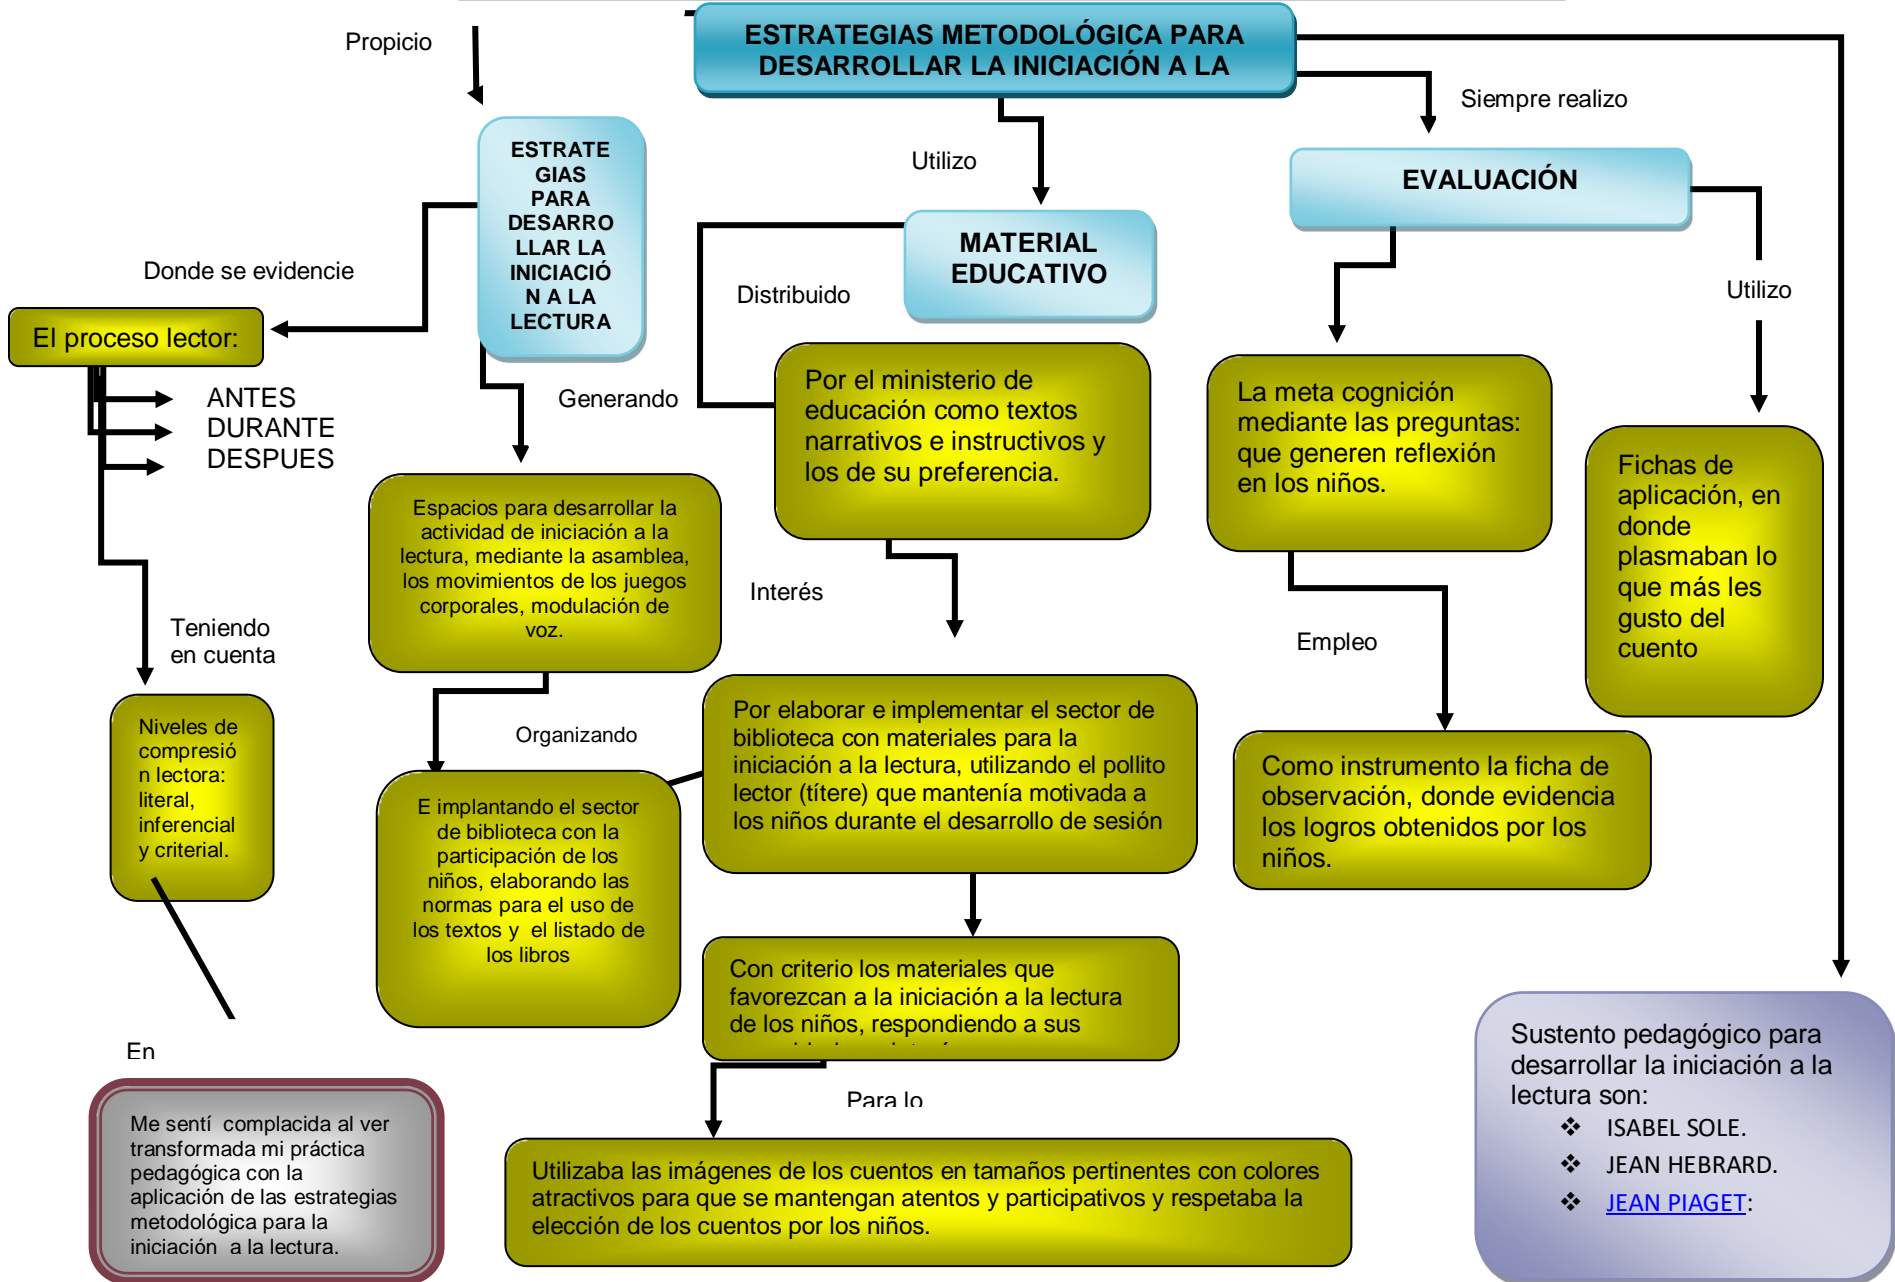 ESTRATEGIAS METODOLÓGICA PARA
DESARROLLAR LA INICIACIÓN A LA
Propicio
Siempre realizo
ESTRATE
GIAS
PARA
DESARRO
LLAR LA
INICIACIÓ
N A LA
LECTURA
Utilizo
EVALUACIÓN
MATERIAL
EDUCATIVO
Donde se evidencie
Distribuido
Utilizo
El proceso lector:
ANTES
DURANTE
DESPUES
Generando
Por el ministerio de
educación como textos
narrativos e instructivos y
los de su preferencia.
La meta cognición
mediante las preguntas:
que generen reflexión
en los niños.
Fichas de
aplicación, en
donde
plasmaban lo
que más les
gusto del
cuento
Espacios para desarrollar la
actividad de iniciación a la
lectura, mediante la asamblea,
los movimientos de los juegos
corporales, modulación de
voz.
Interés
Teniendo
en cuenta
Empleo
Niveles de
compresió
n lectora:
literal,
inferencial
y criterial.
Organizando
Por elaborar e implementar el sector de
biblioteca con materiales para la
iniciación a la lectura, utilizando el pollito
lector (títere) que mantenía motivada a
los niños durante el desarrollo de sesión
Como instrumento la ficha de
observación, donde evidencia
los logros obtenidos por los
niños.
E implantando el sector
de biblioteca con la
participación de los
niños, elaborando las
normas para el uso de
los textos y el listado de
los libros
Con criterio los materiales que
favorezcan a la iniciación a la lectura
de los niños, respondiendo a sus
En
Para lo
Me sentí complacida al ver
transformada mi práctica
pedagógica con la
aplicación de las estrategias
metodológica para la
iniciación a la lectura.
Utilizaba las imágenes de los cuentos en tamaños pertinentes con colores
atractivos para que se mantengan atentos y participativos y respetaba la
elección de los cuentos por los niños.
Sustento pedagógico para
desarrollar la iniciación a la
lectura son:
❖ ISABEL SOLE.
❖ JEAN HEBRARD.
❖ JEAN PIAGET: